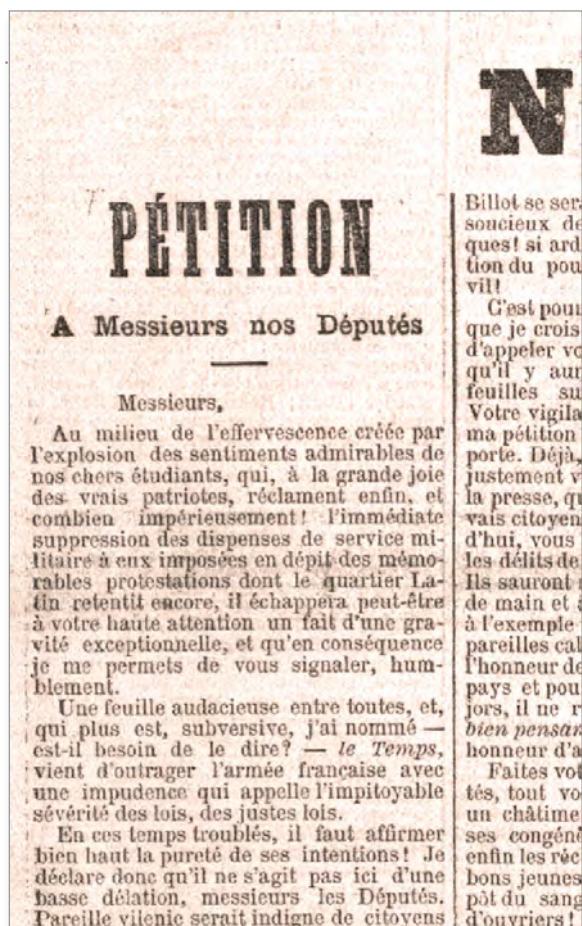 PÉTITION
A Messieurs nos Députés
Messieurs,
Au milieu de l'effervescence créée par
l'explosion des sentiments admirables de
nos chers étudiants, qui, à la grande joie
des vrais patriotes, réclament enfin, et
combien impérieusement! l'immédiate
suppression des dispenses de service mi-
litaire à eux imposées en dépit des mémo-
rables protestations dont le quartier La-
tin retentit encore, il échappera peut-être
à votre haute attention un fait d'une gra-
vité exceptionnelle, et qu'en conséquence
je me permets de vous signaler, hum-
blement.
Une feuille audacieuse entre toutes, et,
qui plus est, subversive, j'ai nommé —
est-il besoin de le dire? — le Temps,
vient d'outrager l'armée française avec
une impudence qui appelle l'impitoyable
sévérité des lois, des justes lois.
En ces temps troublés, il faut affirmer
bien haut la pureté de ses intentions! Je
déclare donc qu'il ne s'agit pas ici d'une
basse délation, messieurs les Députés.
Pareille vilenie serait indigne de citoyens
N
Billot se ser
soucieux de
ques! si ard
tion du pou
vil!
C'est pour
que je crois
d'appeler vo
qu'il y aur
feuilles su
Votre vigila
ma pétition
porte. Déjà,
justement v
la presse, q
vais citoyen
d'hui, vous
les délits de
Ils sauront
de main et
à l'exemple
pareilles cal
l'honneur de
pays et pou
jors, il ne r
bien pensan
honneur d'a
Faites vot
tés, tout vo
un châtime
ses congéné
enfin les réc
bons jeunes
pôt du sang
d'ouvriers!